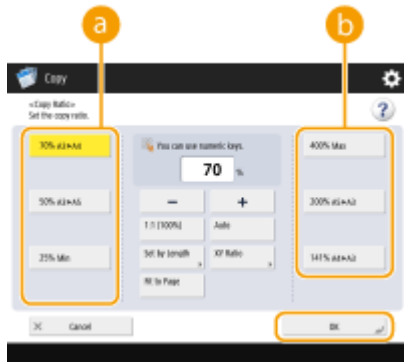 a
b
Copy
<Copy Ratio>
Set the copy ratio.
?
70% A3►A4
You can use numeric keys.
400% Max
70 %
50% A3►A5
-
+
200% A5►A3
1:1 (100%)
Auto
25% Min
Set by Length
XY Ratio
141% A4►A3
Fit to Page
× Cancel
OK